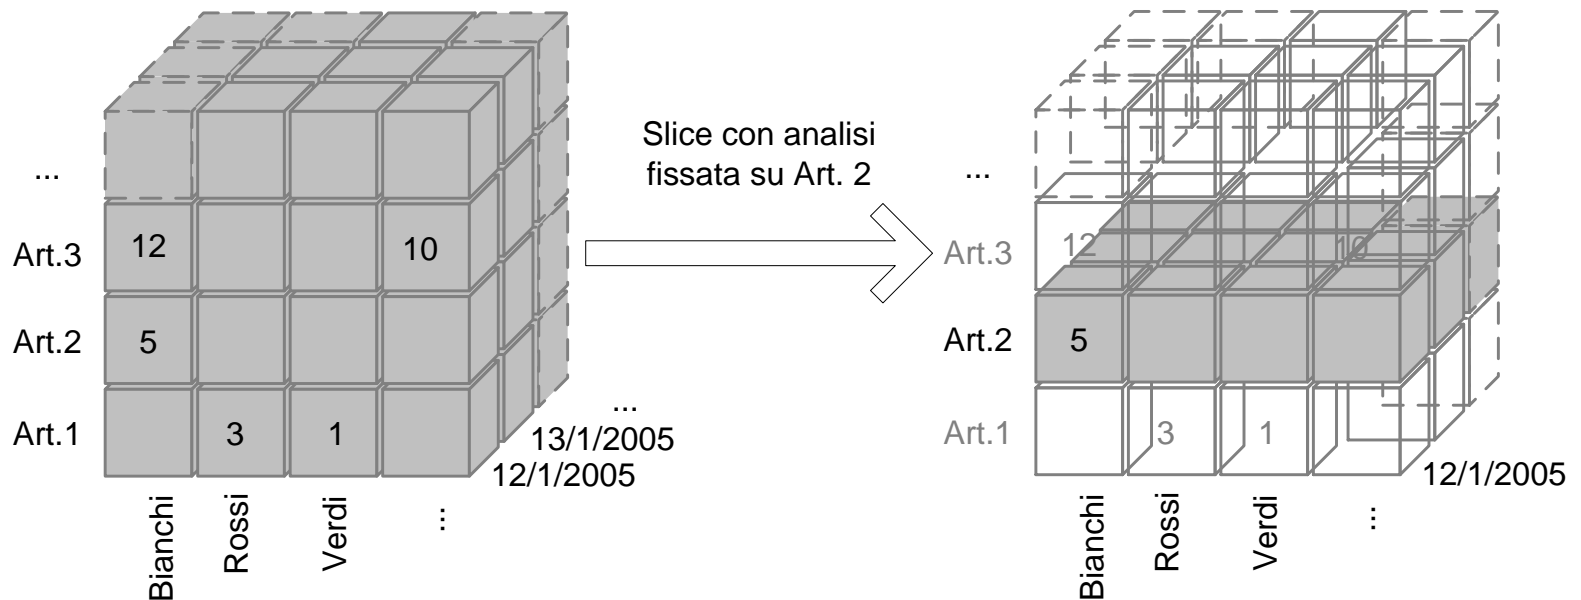 ...
Art.3
Art.2
Art.1
12
10
5
3
1
...
13/1/2005
12/1/2005
Bianchi
Rossi
Verdi
...
Slice con analisi
fissata su Art. 2
...
Art.3
Art.2
Art.1
12
10
5
3
1
12/1/2005
Bianchi
Rossi
Verdi
...